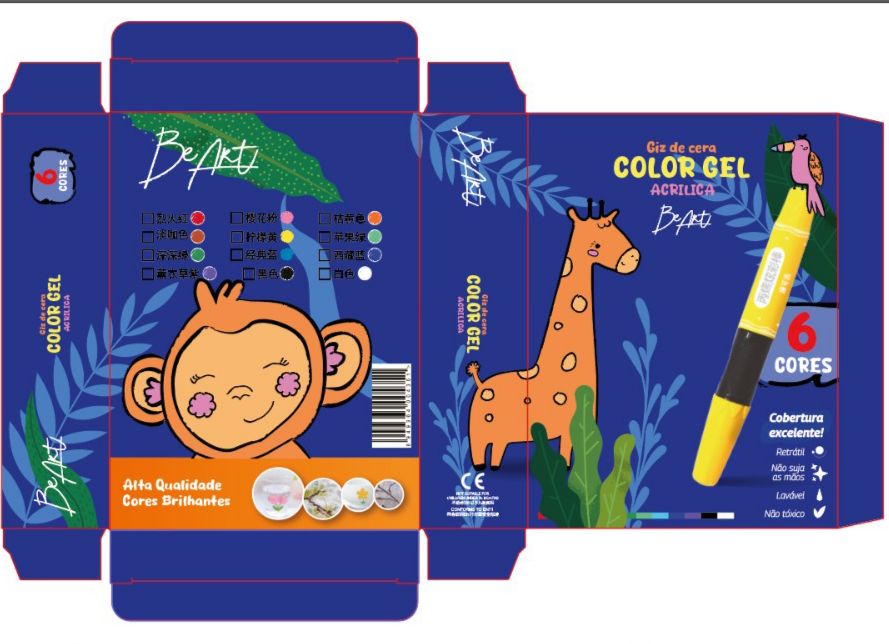 6
CORES
Giz de cera
COLOR GEL
ACRILICA
BeArt
BeArt
烈火红 樱花粉 桔黄色
淡咖色 柠檬黄 苹果绿
深深绿 经典蓝 西藏蓝
薰衣草紫 黑色 白色
Alta Qualidade
Cores Brilhantes
BeArt
Giz de cera
COLOR GEL
ACRILICA
CE
Giz de cera
COLOR GEL
ACRILICA
BeArt
6
CORES
Cobertura
excelente!
Retrátil
Não suja
as mãos
Lavável
Não tóxico